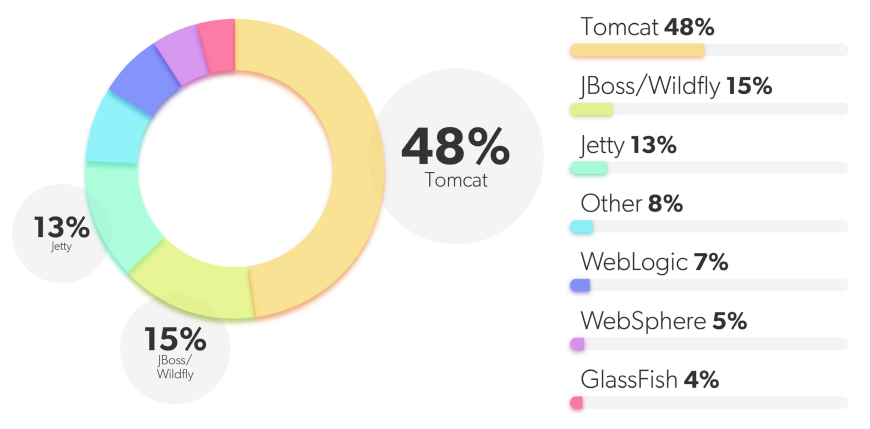 48%
Tomcat
13%
Jetty
15%
JBoss/
Wildfly
Tomcat 48%
JBoss/Wildfly 15%
Jetty 13%
Other 8%
WebLogic 7%
WebSphere 5%
GlassFish 4%